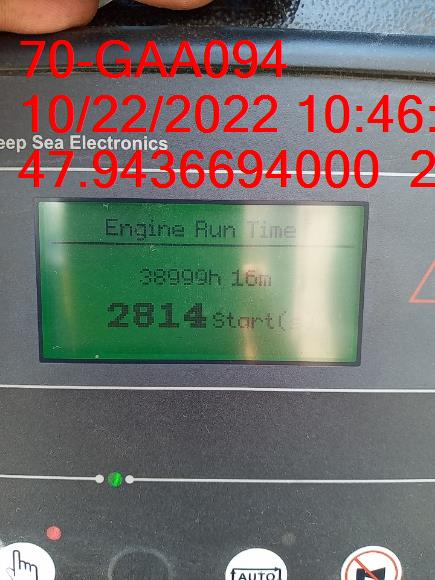 70-GAA094
10/22/2022 10:46:
eep Sea Electronics
47.9436694000 2
Engine Run Time
38999h 16m
2814 Start(s
AUTO